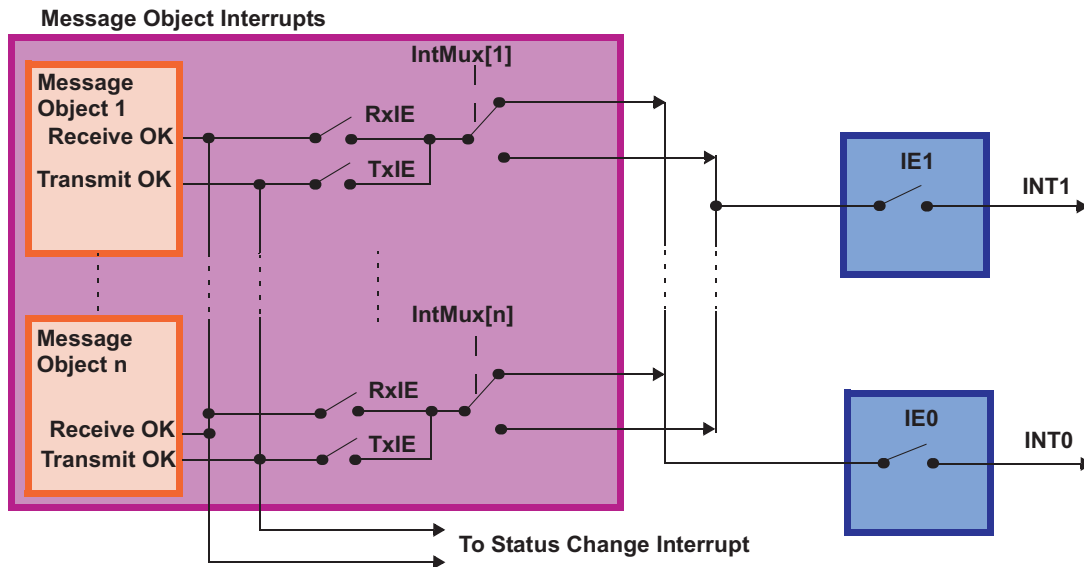 Message Object Interrupts
IntMux[1]
Message
Object 1
Receive OK
RxIE
Transmit OK
TxIE
IE1
INT1
IntMux[n]
Message
Object n
RxIE
Receive OK
Transmit OK
TxIE
IE0
INT0
To Status Change Interrupt